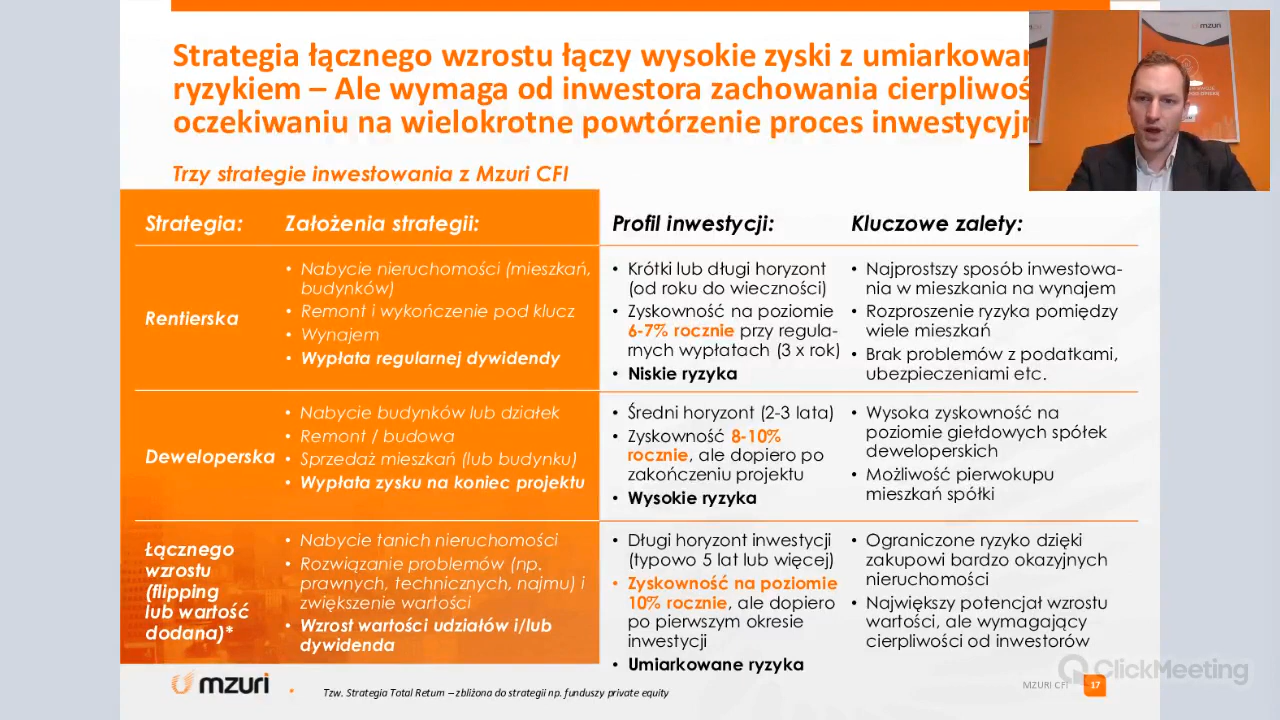 Strategia łącznego wzrostu łączy wysokie zyski z umiarkowan
ryzykiem – Ale wymaga od inwestora zachowania cierpliwoś
oczekiwaniu na wielokrotne powtórzenie proces inwestycyjn
Trzy strategie inwestowania z Mzuri CFI
Strategia: Założenia strategii: Profil inwestycji: Kluczowe zalety:
Rentierska
• Nabycie nieruchomości (mieszkań,
budynków)
• Remont i wykończenie pod klucz
• Wynajem
• Wypłata regularnej dywidendy
• Krótki lub długi horyzont
(od roku do wieczności)
• Zyskowność na poziomie
6-7% rocznie przy regula-
rnych wypłatach (3 x rok)
• Niskie ryzyka
• Najprostszy sposób inwestowa-
nia w mieszkania na wynajem
• Rozproszenie ryzyka pomiędzy
wiele mieszkań
• Brak problemów z podatkami,
ubezpieczeniami etc.
Deweloperska
• Nabycie budynków lub działek
• Remont / budowa
• Sprzedaż mieszkań (lub budynku)
• Wypłata zysku na koniec projektu
• Średni horyzont (2-3 lata)
• Zyskowność 8-10%
rocznie, ale dopiero po
zakończeniu projektu
• Wysokie ryzyka
• Wysoka zyskowność na
poziomie giełdowych spółek
deweloperskich
• Możliwość pierwokupu
mieszkań spółki
Łącznego
wzrostu
(flipping
lub wartość
dodana)*
• Nabycie tanich nieruchomości
• Rozwiązanie problemów (np.
prawnych, technicznych, najmu) i
zwiększenie wartości
• Wzrost wartości udziałów i/lub
dywidenda
• Długi horyzont inwestycji
(typowo 5 lat lub więcej)
• Zyskowność na poziomie
10% rocznie, ale dopiero
po pierwszym okresie
inwestycji
• Umiarkowane ryzyka
• Ograniczone ryzyko dzięki
zakupowi bardzo okazyjnych
nieruchomości
• Największy potencjał wzrostu
wartości, ale wymagający
cierpliwości od inwestorów
mzuri
Tzw. Strategia Total Return – zbliżona do strategii np. funduszy private equity
MZURI CFI 17
ClickMeeting
mzuri